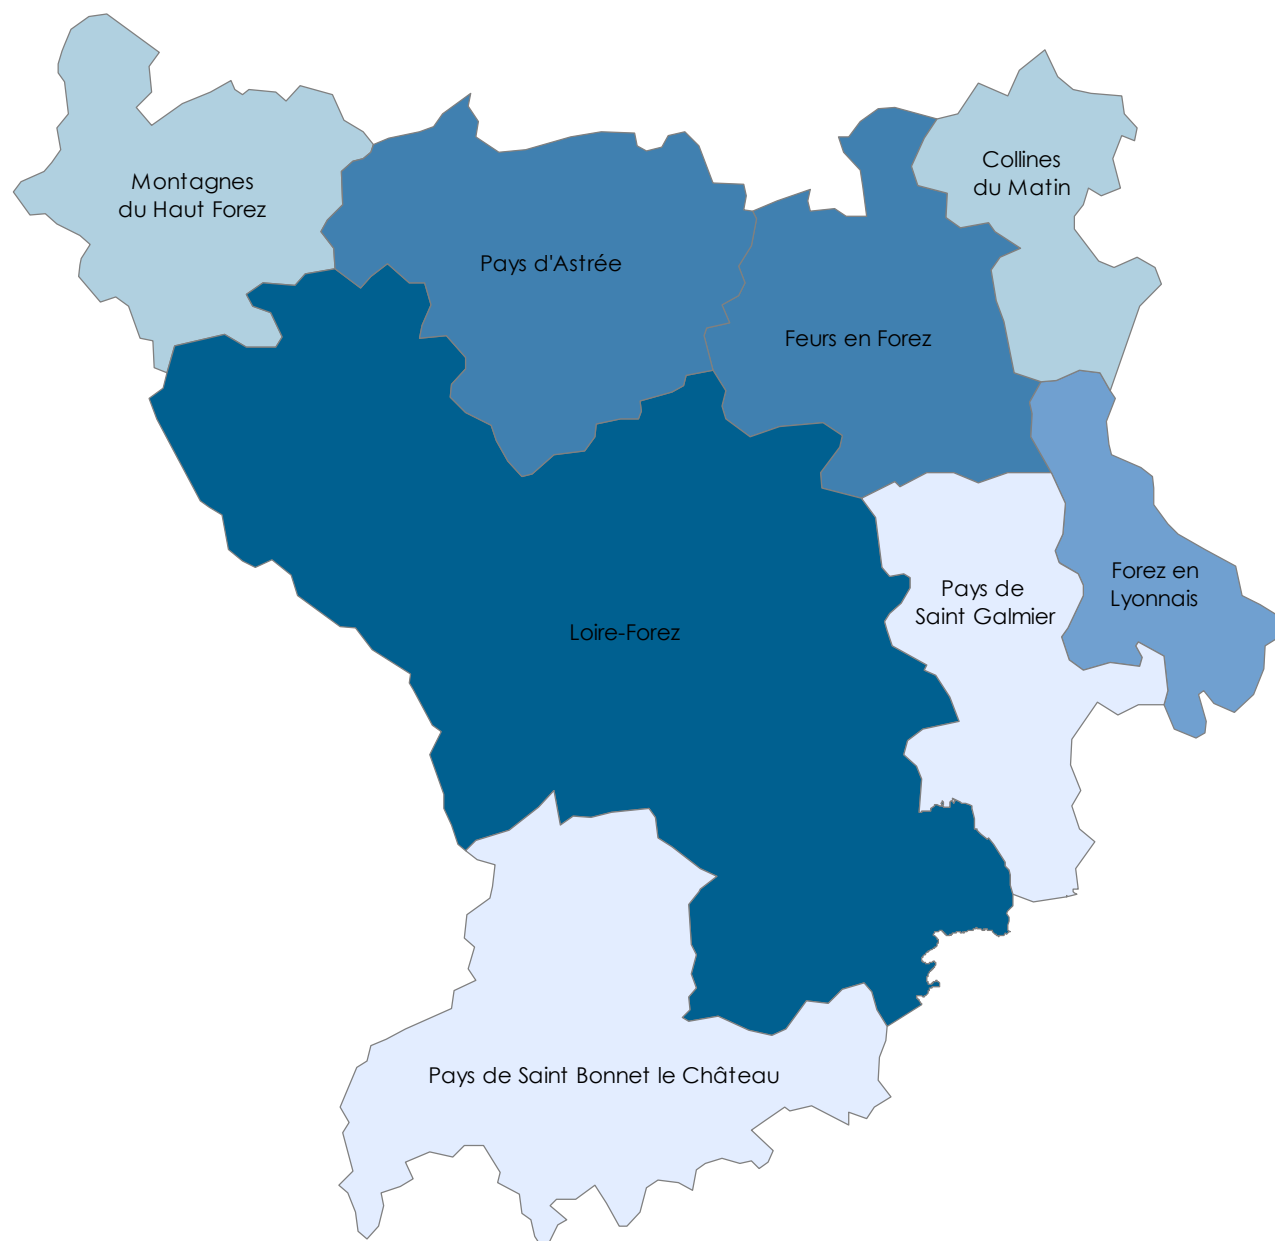 Collines
du Matin
Montagnes
du Haut Forez
Pays d'Astrée
Feurs en Forez
Forez en
Lyonnais
Pays de
Saint Galmier
Loire-Forez
Pays de Saint Bonnet le Château